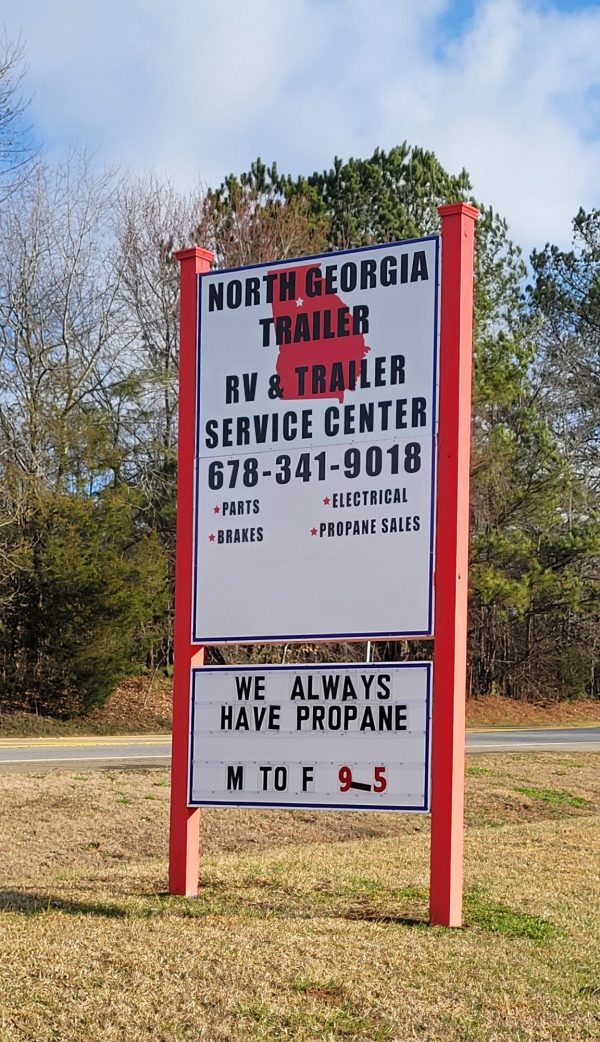 NORTH GEORGIA
TRAILER
RV & TRAILER
SERVICE CENTER
678-341-9018
★PARTS ★ELECTRICAL
★BRAKES ★PROPANE SALES
WE ALWAYS
HAVE PROPANE
M TO F 9-5